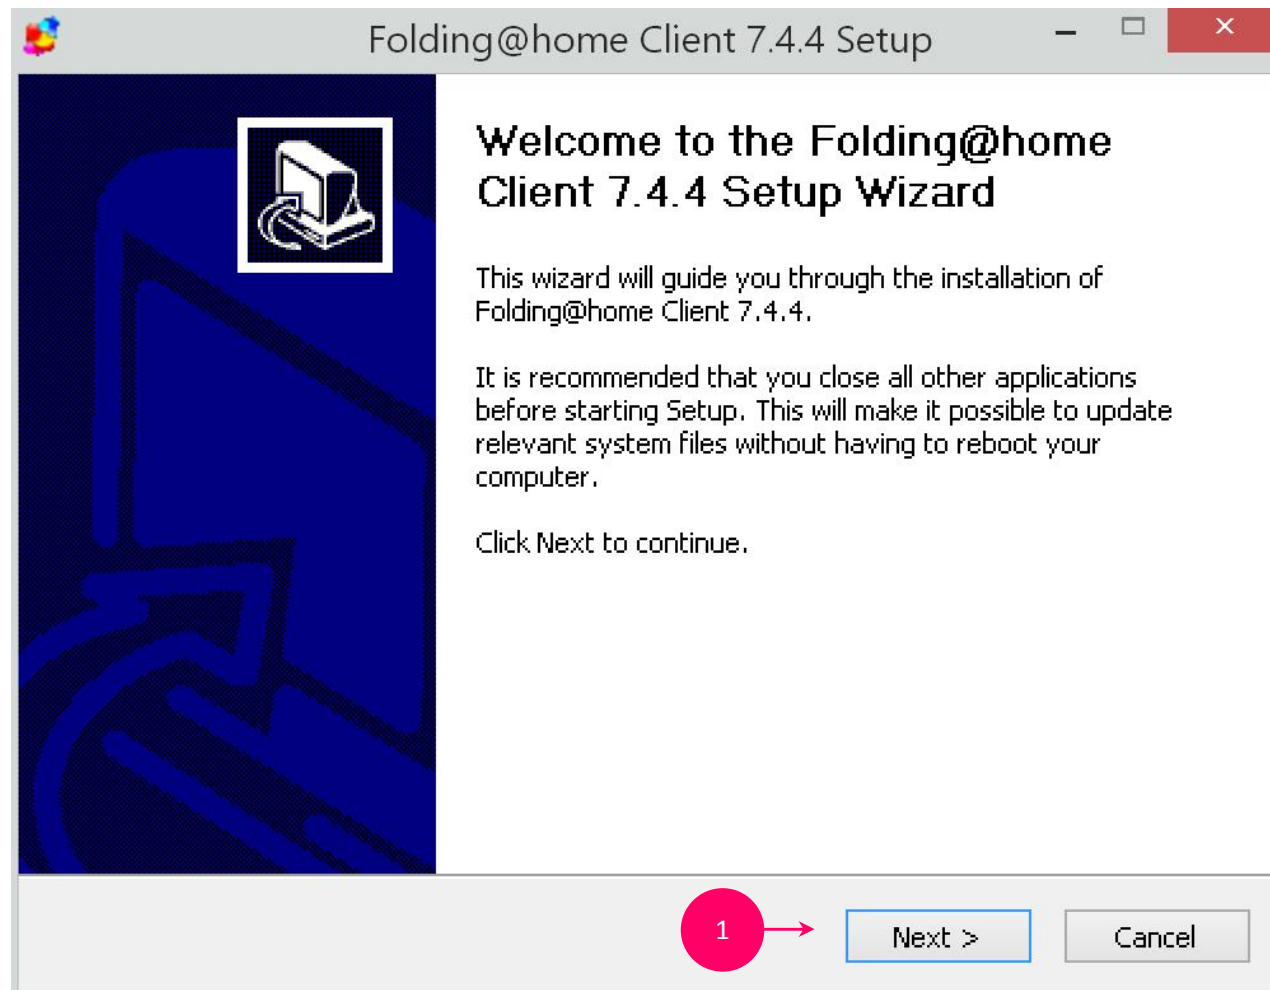 Folding@home Client 7.4.4 Setup
Welcome to the Folding@home
Client 7.4.4 Setup Wizard
This wizard will guide you through the installation of
Folding@home Client 7.4.4.
It is recommended that you close all other applications
before starting Setup. This will make it possible to update
relevant system files without having to reboot your
computer.
Click Next to continue.
1
Next >
Cancel